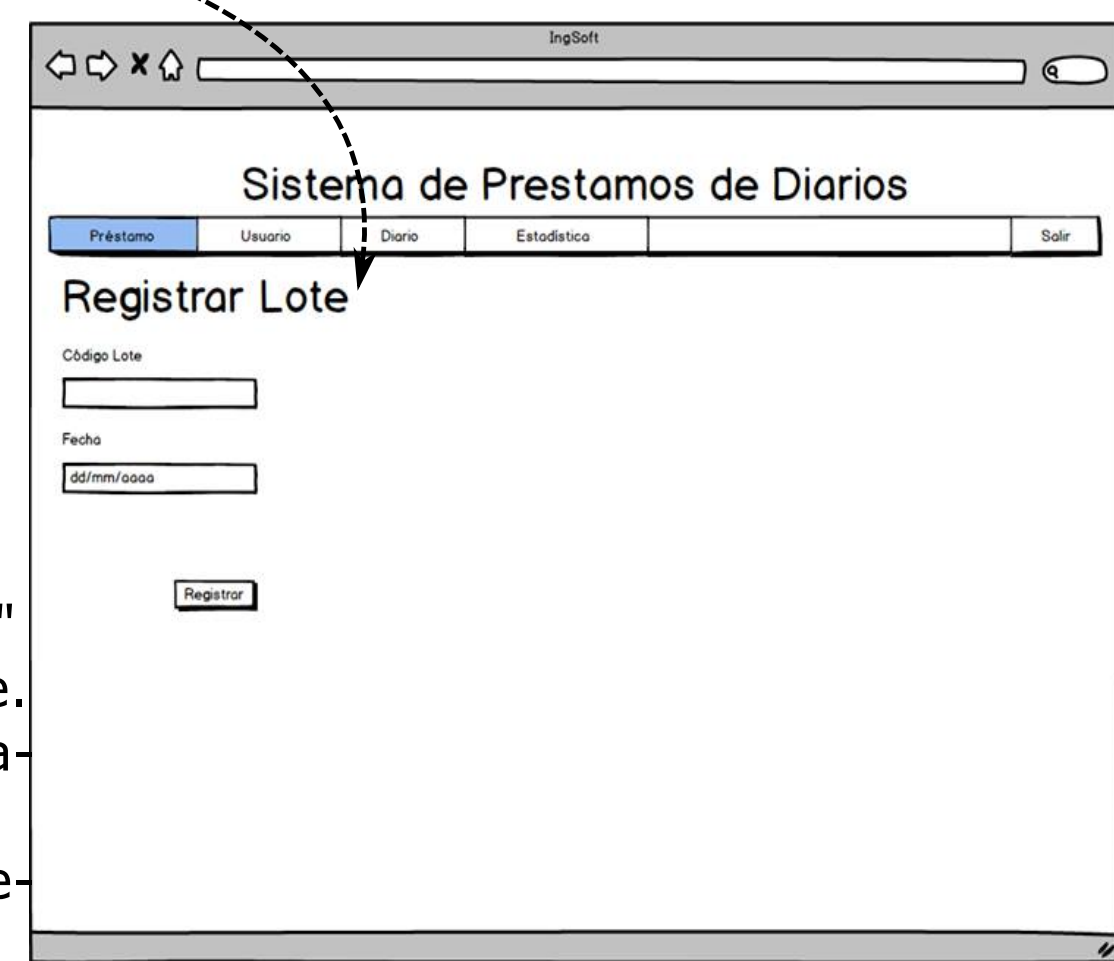 IngSoft
Sistema de Prestamos de Diarios
Préstamo Usuario Diario Estadística Salir
Registrar Lote
Código Lote
Fecha
dd/mm/aaaa
Registrar
"
e.
a-
e-